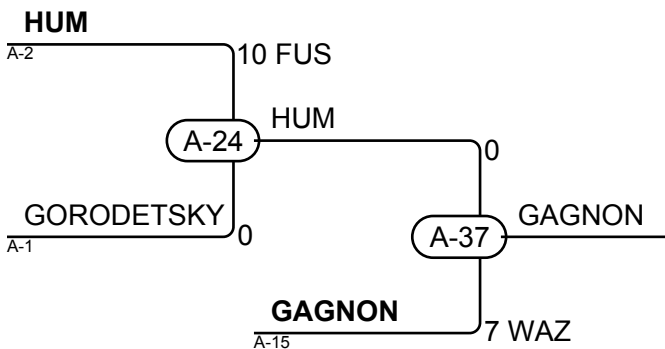 HUM
A-2
10 FUS
HUM
A-24
0
GORODETSKY
A-1
0
GAGNON
A-37
GAGNON
A-15
7 WAZ